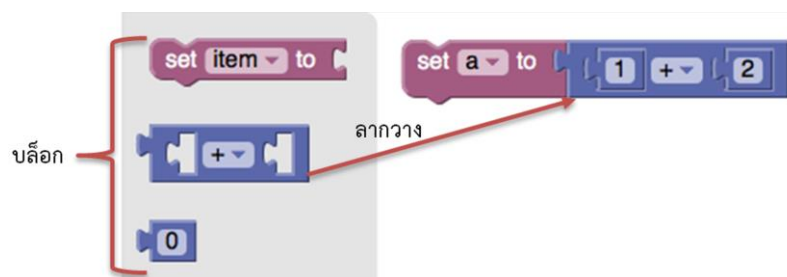 set item to
set a to 1 + 2
ลากวาง
บล็อก
+
0